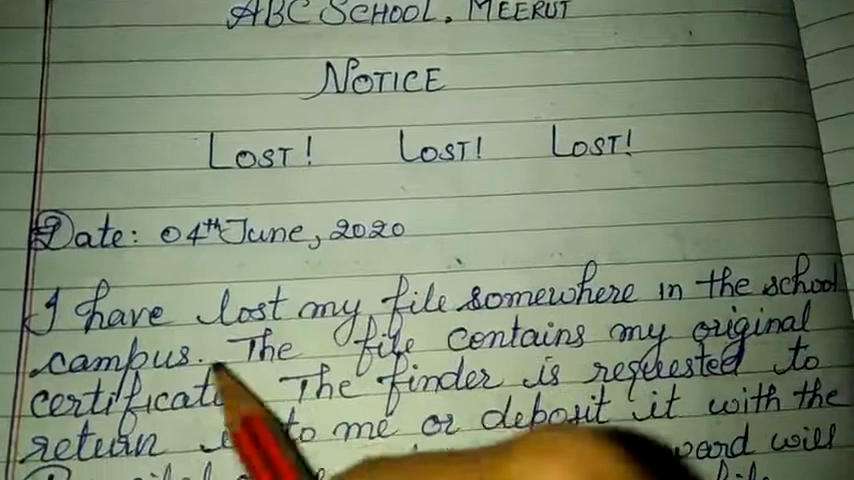 ABC SCHOOL, MEERUT
NOTICE
LOST! LOST! LOST!
Date: 04th June, 2020
I have lost my file somewhere in the school
campus. The file contains my original
certificate The finder is requested to
return to me or deposit it with the
will